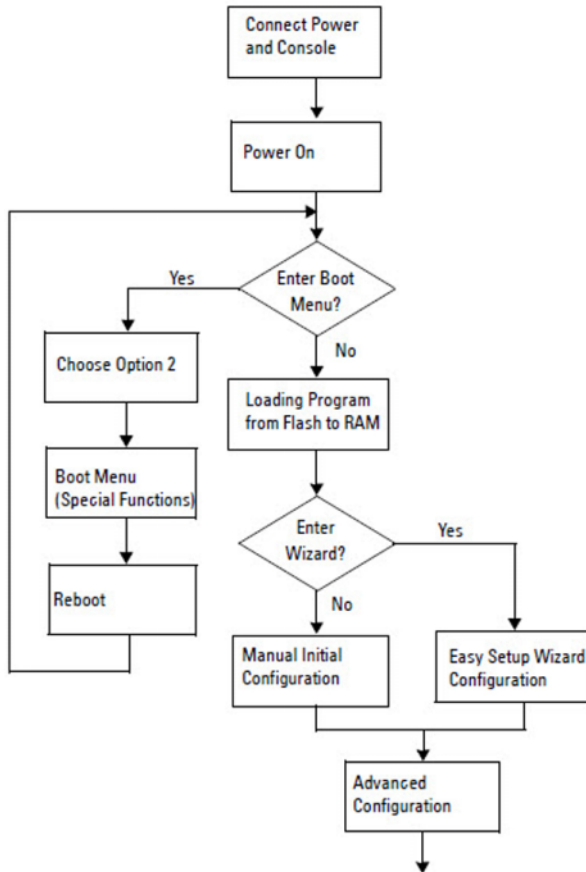 Connect Power
and Console
Power On
Enter Boot
Menu?
Yes
No
Choose Option 2
Loading Program
from Flash to RAM
Boot Menu
(Special Functions)
Enter
Wizard?
Yes
No
Reboot
Manual Initial
Configuration
Easy Setup Wizard
Configuration
Advanced
Configuration